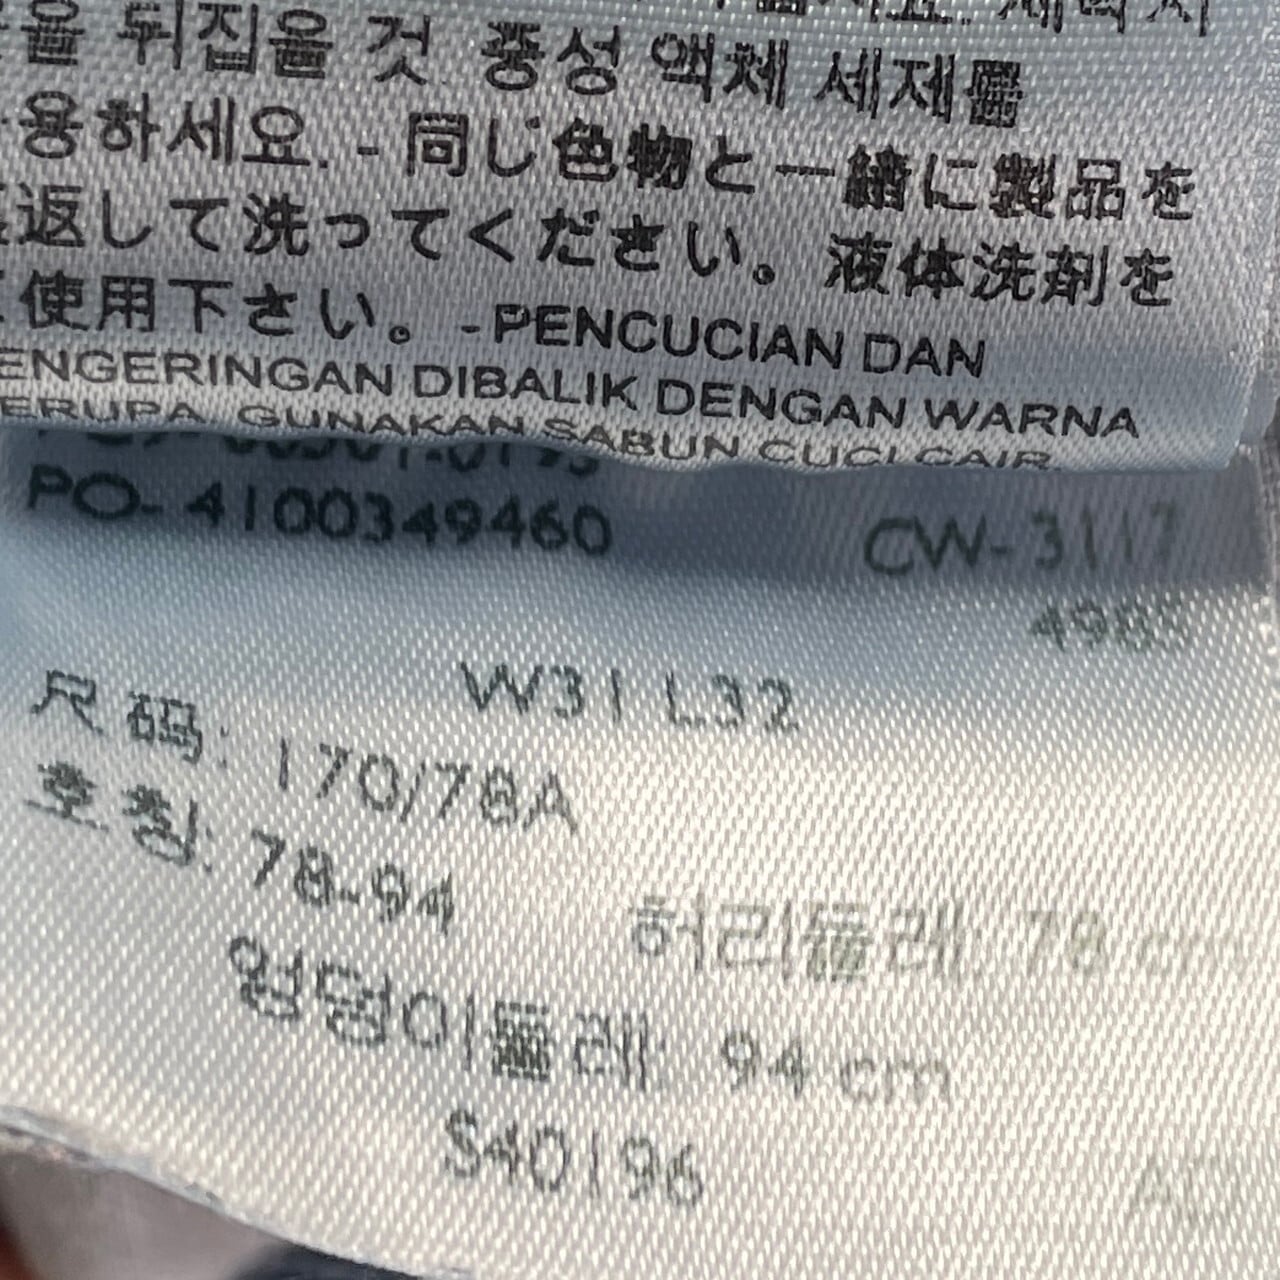 을 뒤집을 것. 중성 액체 세제를
용하세요. - 同じ色物と一緒に製品を
返して洗ってください。液体洗剤を
使用下さい。-PENCUCIAN DAN
ENGERINGAN DIBALIK DENGAN WARNA
ERUPA. GUNAKAN SABUN CUCI CAIR.
PO- 4100349460 CW- 3117
4985
W31 L32
尺码: 170/78A
호칭: 78-94 허리둘레: 78 cm
엉덩이둘레: 94 cm
S40196